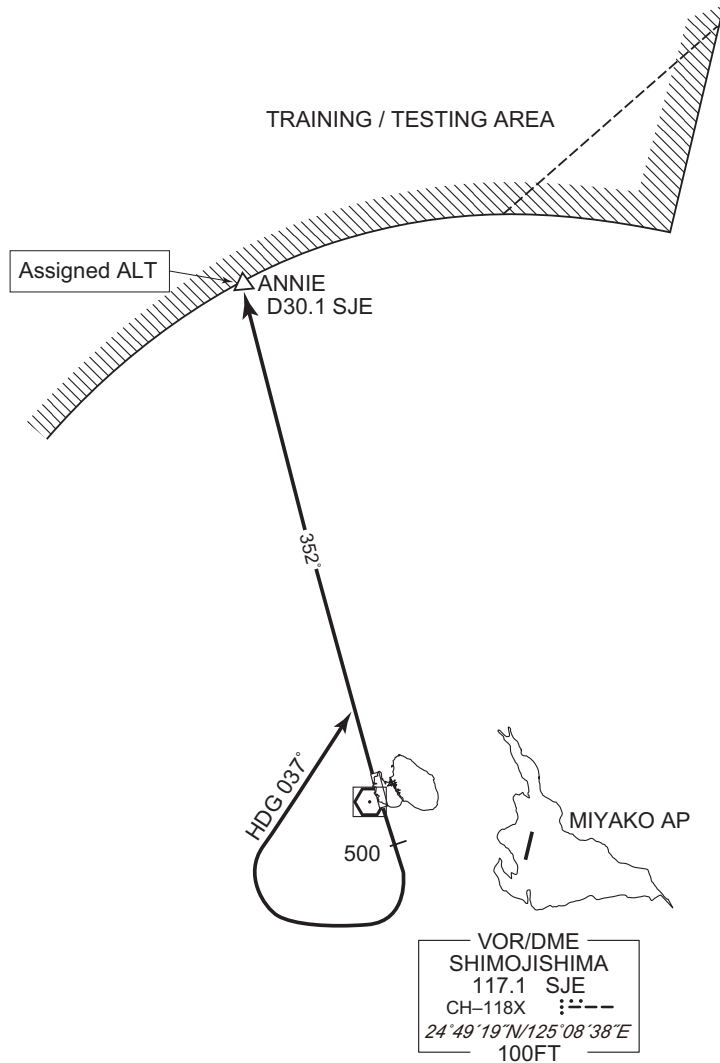 TRAINING / TESTING AREA
Assigned ALT
ANNIE
D30.1 SJE
352°
HDG 037°
MIYAKO AP
500
VOR/DME
SHIMOJISHIMA
117.1 SJE
CH–118X
24°49′19″N/125°08′38″E
100FT